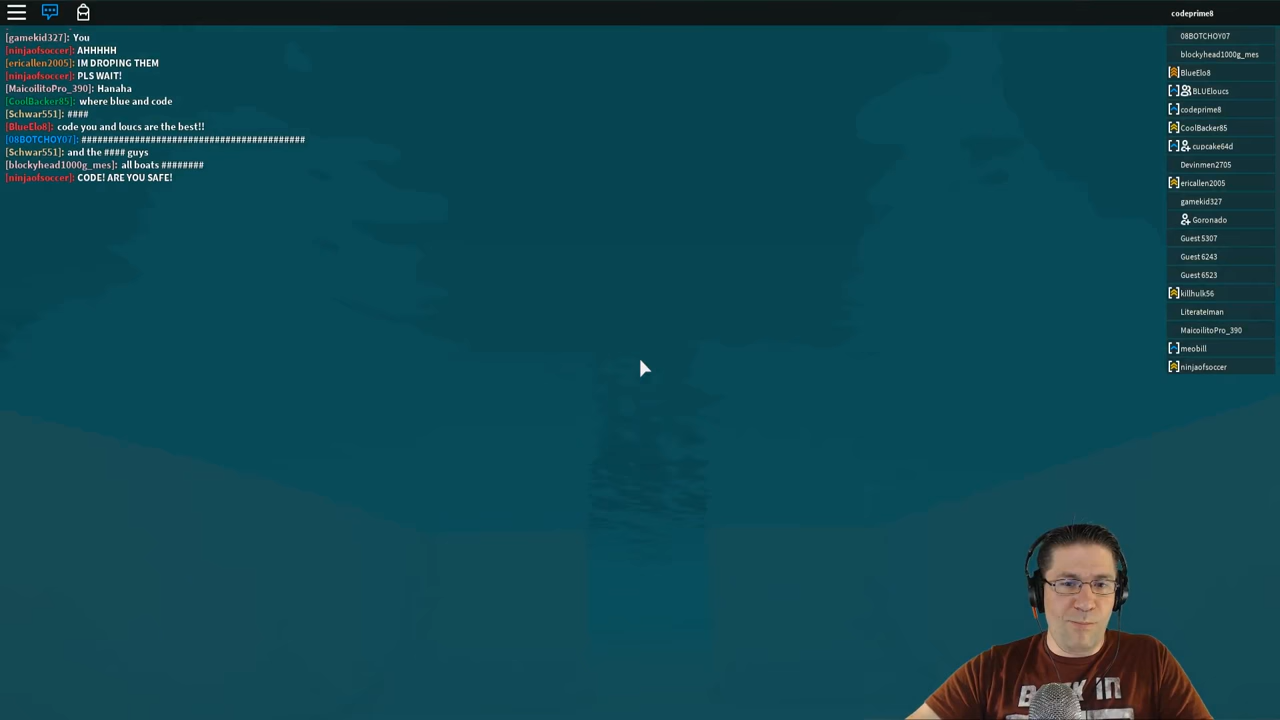 codeprime8
[gamekid327]: You
[ninjaofsoccer]: AHHHHH
[ericallen2005]: IM DROPING THEM
[ninjaofsoccer]: PLS WAIT!
[MaicoilitoPro_390]: Hanaha
[CoolBacker85]: where blue and code
[Schwar551]: ####
[BlueElo8]: code you and loucs are the best!!
[08BOTCHOY07]: ##########################################
[Schwar551]: and the #### guys
[blockyhead1000g_mes]: all boats ########
[ninjaofsoccer]: CODE! ARE YOU SAFE!
08BOTCHOY07
blockyhead1000g_mes
BlueElo8
BLUEloucs
codeprime8
CoolBacker85
cupcake64d
Devinmen2705
ericallen2005
gamekid327
Goronado
Guest 5307
Guest 6243
Guest 6523
killhulk56
LiterateIman
MaicoilitoPro_390
meobill
ninjaofsoccer
BACK IN